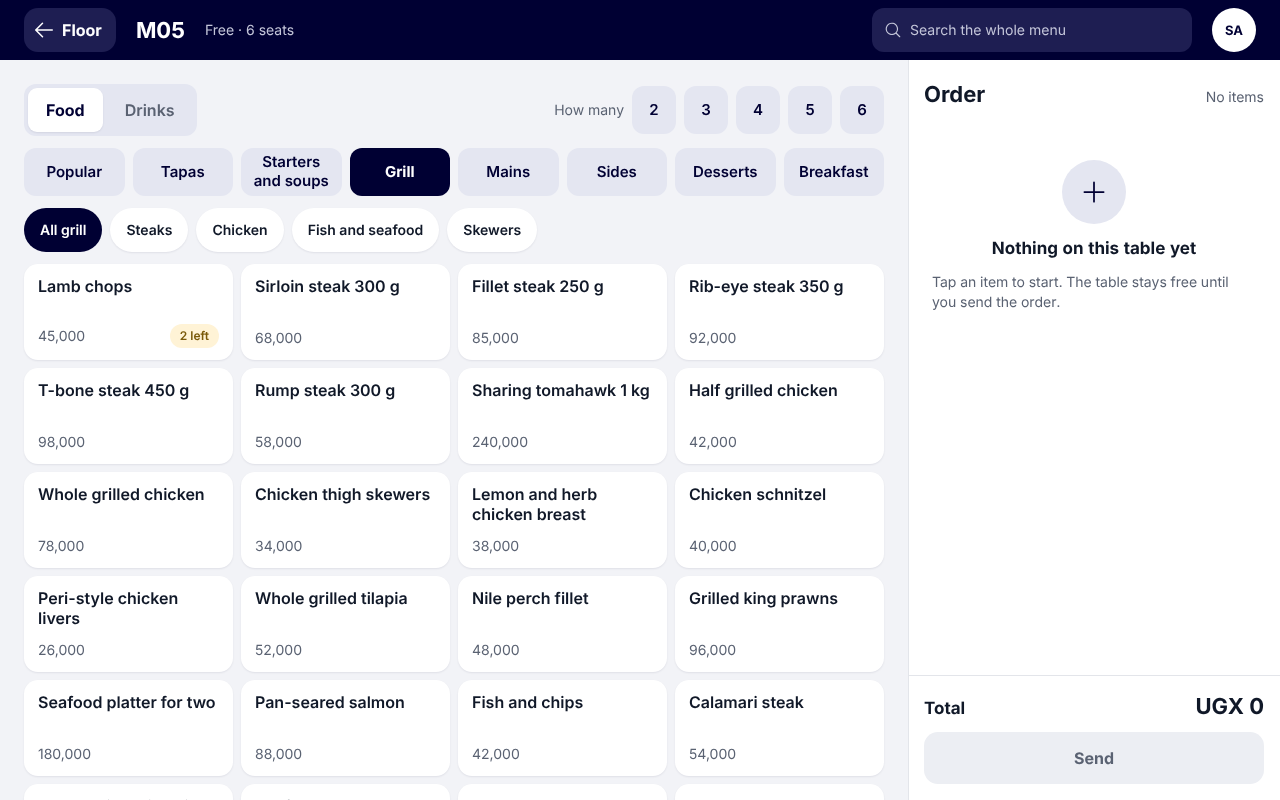 Floor
M05
Free · 6 seats
Search the whole menu
SA
Food
Drinks
How many
2
3
4
5
6
Popular
Tapas
Starters
and soups
Grill
Mains
Sides
Desserts
Breakfast
All grill
Steaks
Chicken
Fish and seafood
Skewers
Lamb chops
45,000
2 left
Sirloin steak 300 g
68,000
Fillet steak 250 g
85,000
Rib-eye steak 350 g
92,000
T-bone steak 450 g
98,000
Rump steak 300 g
58,000
Sharing tomahawk 1 kg
240,000
Half grilled chicken
42,000
Whole grilled chicken
78,000
Chicken thigh skewers
34,000
Lemon and herb
chicken breast
38,000
Chicken schnitzel
40,000
Peri-style chicken
livers
26,000
Whole grilled tilapia
52,000
Nile perch fillet
48,000
Grilled king prawns
96,000
Seafood platter for two
180,000
Pan-seared salmon
88,000
Fish and chips
42,000
Calamari steak
54,000
Order
No items
Nothing on this table yet
Tap an item to start. The table stays free until
you send the order.
Total
UGX 0
Send